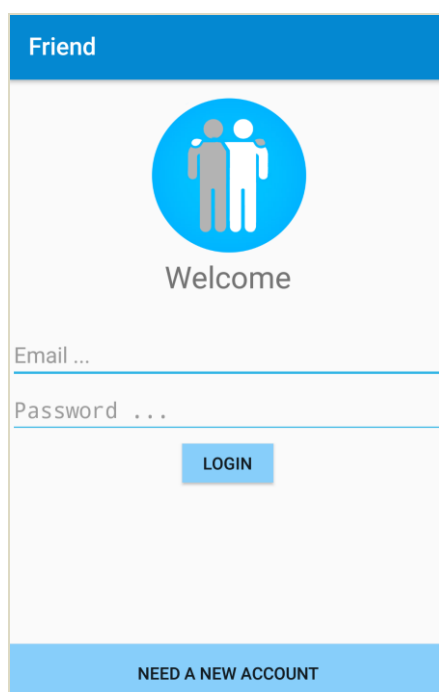 Friend
Welcome
Email ...
Password ...
LOGIN
NEED A NEW ACCOUNT